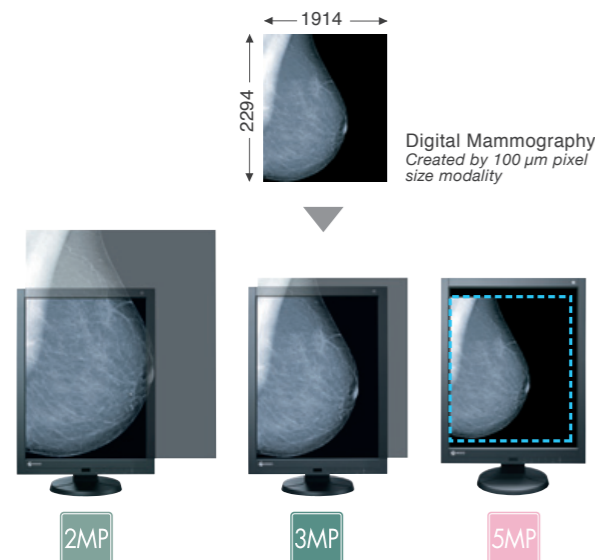 1914
2294
Digital Mammography
Created by 100 µm pixel
size modality
2MP
3MP
5MP